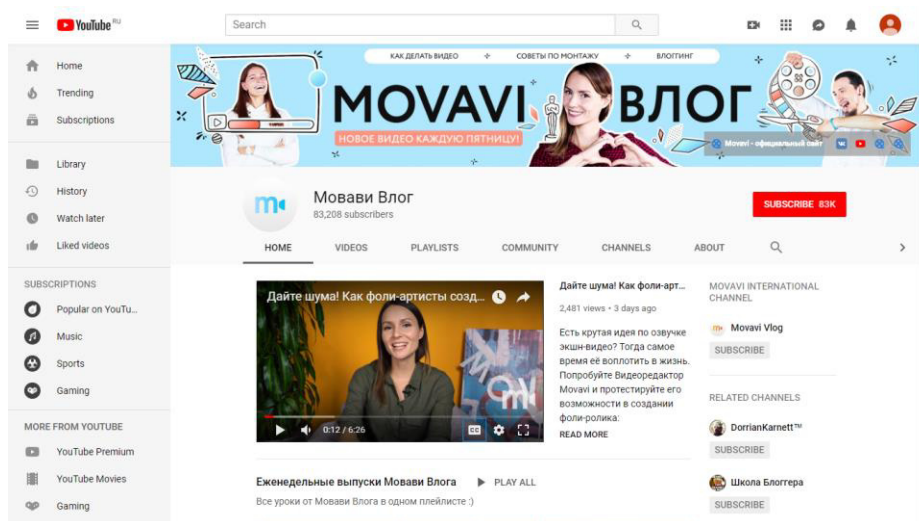 YouTube RU
Search
Home
Trending
Subscriptions
Library
History
Watch later
Liked videos
SUBSCRIPTIONS
Popular on YouTu...
Music
Sports
Gaming
MORE FROM YOUTUBE
YouTube Premium
YouTube Movies
Gaming
КАК ДЕЛАТЬ ВИДЕО
СОВЕТЫ ПО МОНТАЖУ
ВЛОГГИНГ
MOVAVI ВЛОГ
НОВОЕ ВИДЕО КАЖДУЮ ПЯТНИЦУ!
Movavi - официальный сайт
Мовави Влог
83,208 subscribers
SUBSCRIBE 83K
HOME
VIDEOS
PLAYLISTS
COMMUNITY
CHANNELS
ABOUT
Дайте шума! Как фоли-артисты созд...
0:12 / 6:26
Дайте шума! Как фоли-арт...
2,481 views • 3 days ago
Есть крутая идея по озвучке
экшн-видео? Тогда самое
время её воплотить в жизнь.
Попробуйте Видеоредактор
Movavi и протестируйте его
возможности в создании
фоли-ролика:
READ MORE
MOVAVI INTERNATIONAL
CHANNEL
Movavi Vlog
SUBSCRIBE
RELATED CHANNELS
DorrianKarnett™
SUBSCRIBE
Школа Блоггера
SUBSCRIBE
Еженедельные выпуски Мовави Влога
PLAY ALL
Все уроки от Мовави Влога в одном плейлисте :)